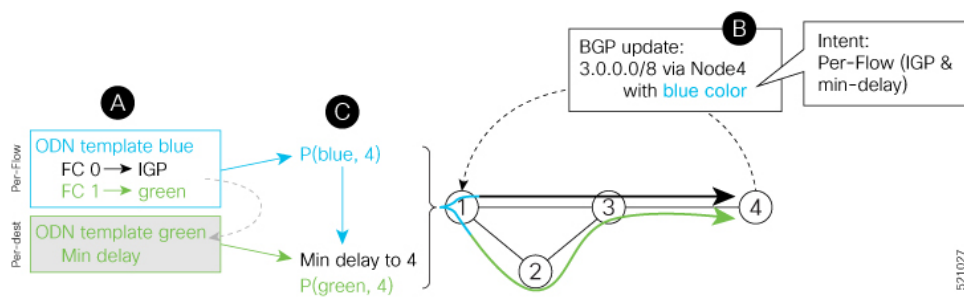 A
Per-Flow
ODN template blue
FC 0 → IGP
FC 1 → green
Per-dest
ODN template green
Min delay
C
P(blue, 4)
Min delay to 4
P(green, 4)
B
BGP update:
3.0.0.0/8 via Node4
with blue color
Intent:
Per-Flow (IGP &
min-delay)
1
3
4
2
521027